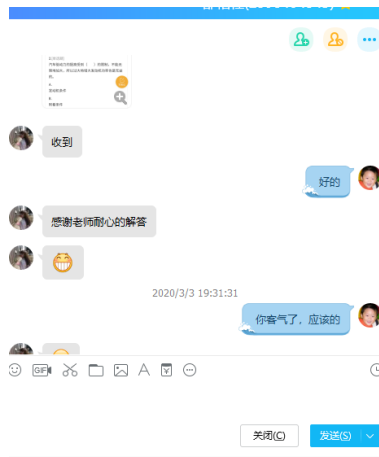 收到
好的
感谢老师耐心的解答
2020/3/3 19:31:31
你客气了，应该的
GIF
A
关闭(C)
发送(S)